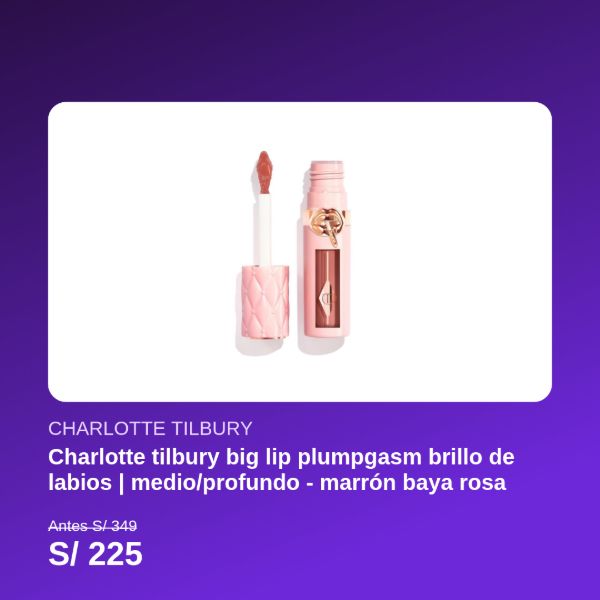 CHARLOTTE TILBURY
Charlotte tilbury big lip plumpgasm brillo de
labios | medio/profundo - marrón baya rosa
Antes S/ 349
S/ 225